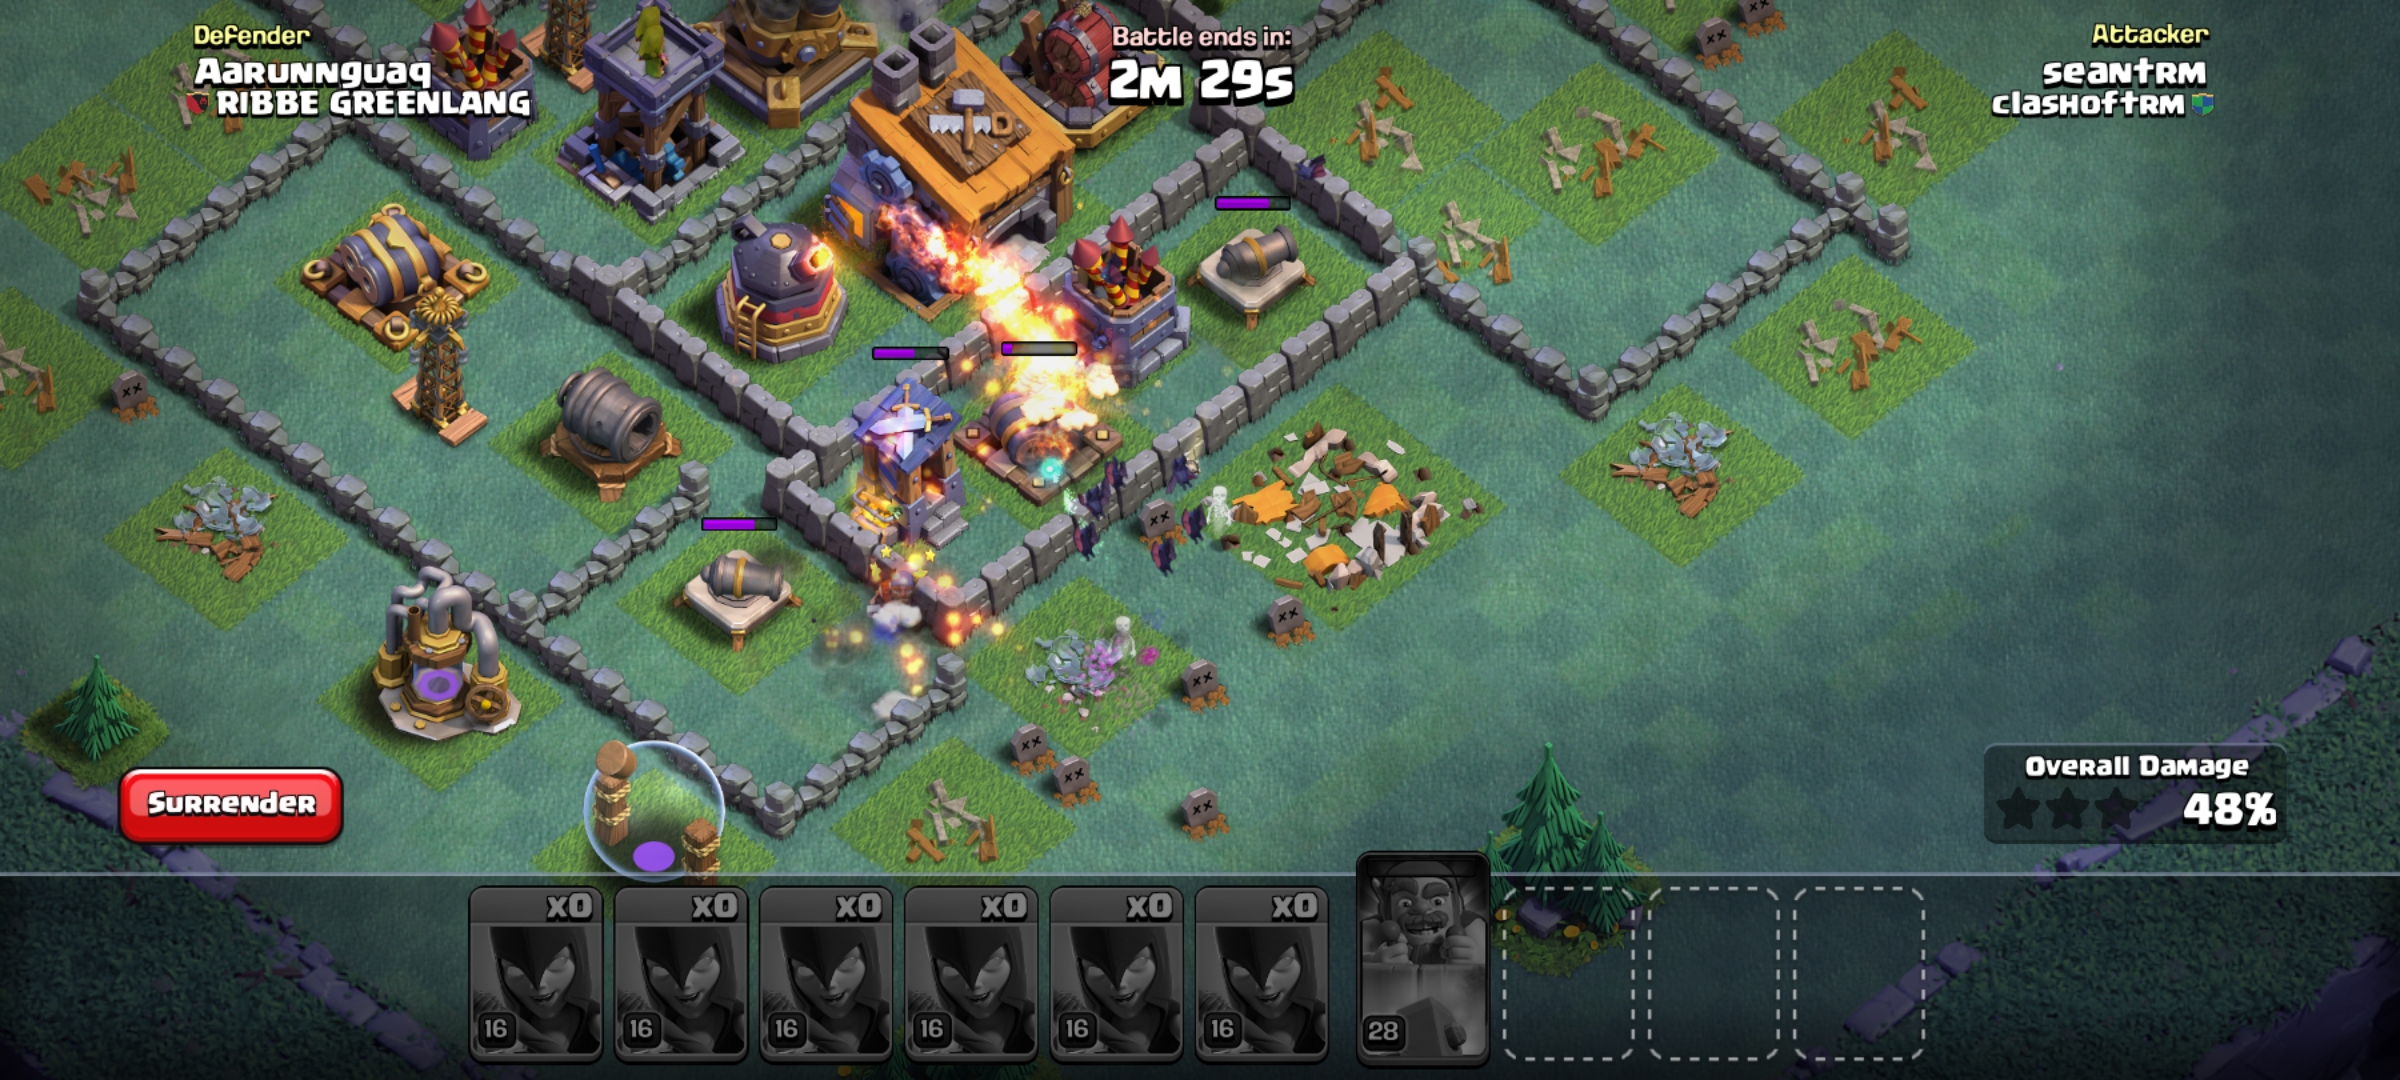 Defender
Aarunnguaq
RIBBE GREENLANG
Battle ends in:
2M 29s
Attacker
seantRM
clashoftRM
Surrender
Overall Damage
48%
x0
x0
x0
x0
x0
x0
16
16
16
16
16
16
28